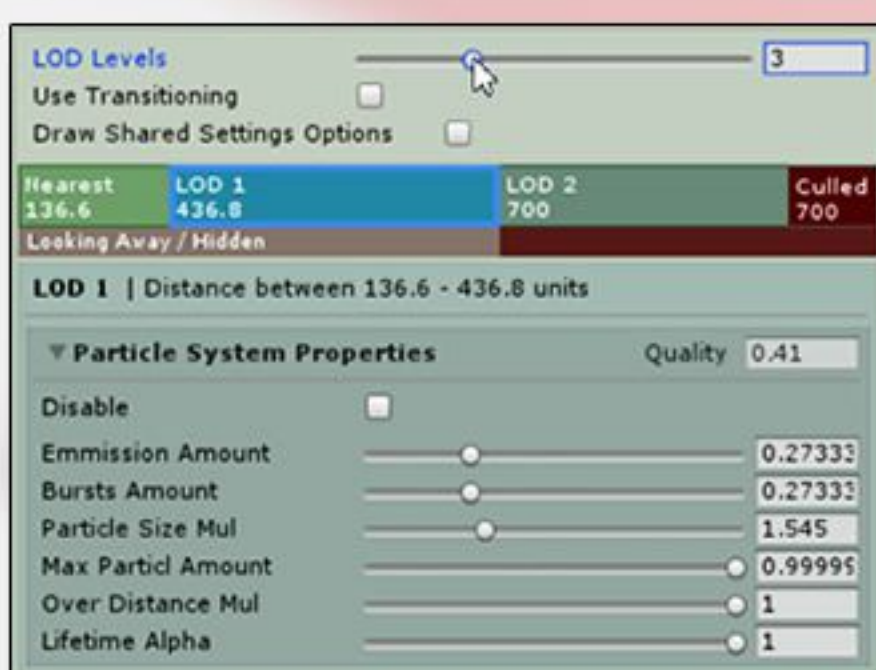 LOD Levels 3
Use Transitioning
Draw Shared Settings Options
Nearest LOD 1 LOD 2 Culled
136.6 436.8 700 700
Looking Away / Hidden
LOD 1 | Distance between 136.6 - 436.8 units
Particle System Properties Quality 0.41
Disable
Emmission Amount 0.27333
Bursts Amount 0.27333
Particle Size Mul 1.545
Max Particl Amount 0.99999
Over Distance Mul 1
Lifetime Alpha 1